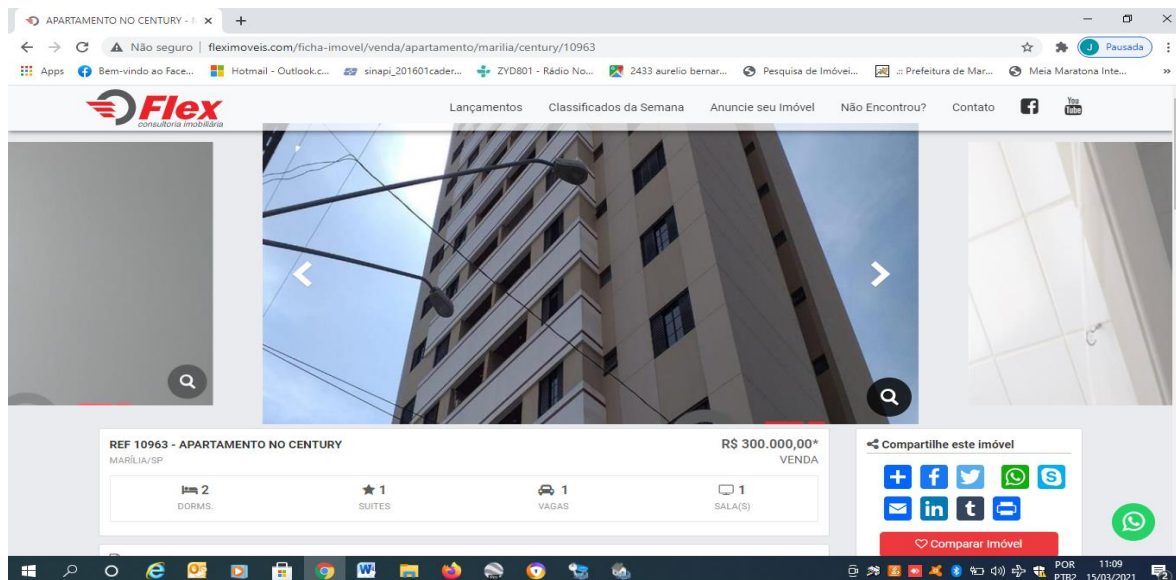 APARTAMENTO NO CENTURY -
Não seguro | fleximoveis.com/ficha-imovel/venda/apartamento/marilia/century/10963
J Pausada
Apps Bem-vindo ao Face... Hotmail - Outlook.c... sinapi_201601cader... ZYD801 - Rádio No... 2433 aurelio bernar... Pesquisa de Imóvei... .:: Prefeitura de Mar... Meia Maratona Inte... »
Flex
consultoria imobiliária
Lançamentos Classificados da Semana Anuncie seu Imóvel Não Encontrou? Contato You Tube
REF 10963 - APARTAMENTO NO CENTURY
MARÍLIA/SP
R$ 300.000,00*
VENDA
2
DORMS.
1
SUITES
1
VAGAS
1
SALA(S)
Compartilhe este imóvel
Comparar Imóvel
POR
PTB2
11:09
15/03/2021